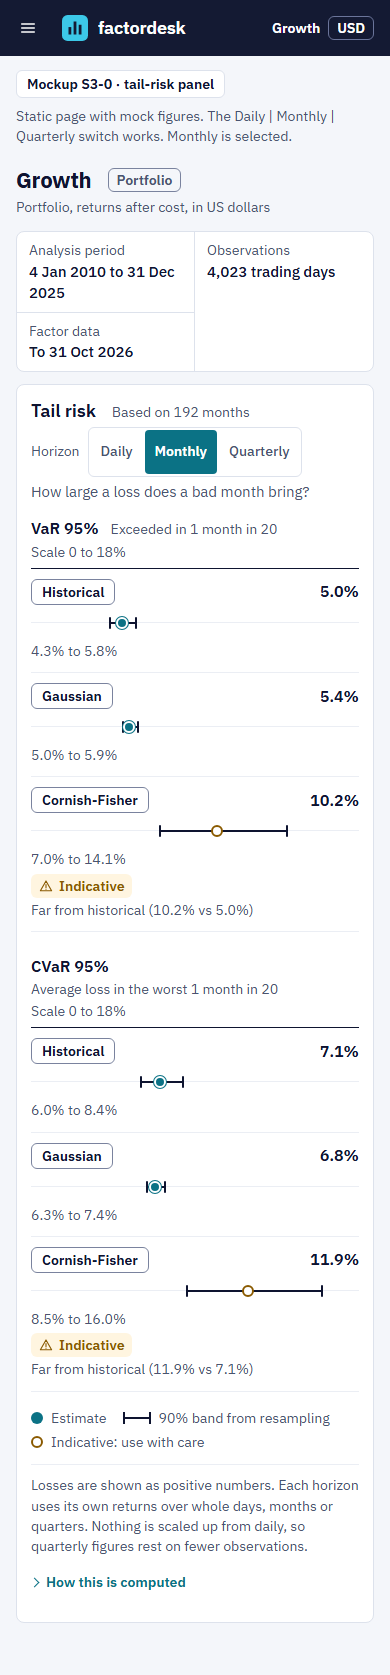 factordesk
Growth USD
Mockup S3-0 · tail-risk panel
Static page with mock figures. The Daily | Monthly |
Quarterly switch works. Monthly is selected.
Growth Portfolio
Portfolio, returns after cost, in US dollars
Analysis period
4 Jan 2010 to 31 Dec
2025
Observations
4,023 trading days
Factor data
To 31 Oct 2026
Tail risk Based on 192 months
Horizon Daily Monthly Quarterly
How large a loss does a bad month bring?
VaR 95% Exceeded in 1 month in 20
Scale 0 to 18%
Historical 5.0%
4.3% to 5.8%
Gaussian 5.4%
5.0% to 5.9%
Cornish-Fisher 10.2%
7.0% to 14.1%
Indicative
Far from historical (10.2% vs 5.0%)
CVaR 95%
Average loss in the worst 1 month in 20
Scale 0 to 18%
Historical 7.1%
6.0% to 8.4%
Gaussian 6.8%
6.3% to 7.4%
Cornish-Fisher 11.9%
8.5% to 16.0%
Indicative
Far from historical (11.9% vs 7.1%)
Estimate 90% band from resampling
Indicative: use with care
Losses are shown as positive numbers. Each horizon
uses its own returns over whole days, months or
quarters. Nothing is scaled up from daily, so
quarterly figures rest on fewer observations.
How this is computed